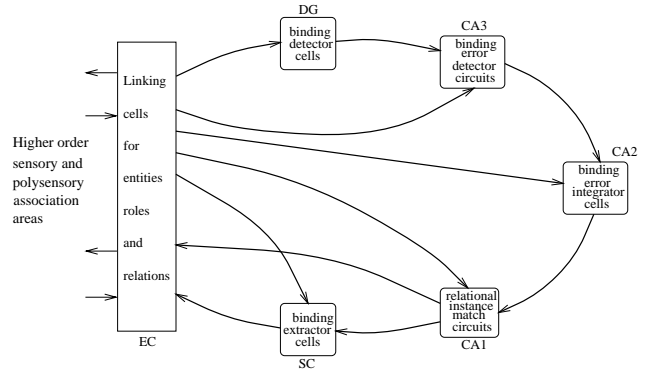 DG
binding
detector
cells
CA3
binding
error
detector
circuits
CA2
binding
error
integrator
cells
Linking
cells
for
entities
roles
and
relations
EC
Higher order
sensory and
polysensory
association
areas
relational
instance
match
circuits
CA1
binding
extractor
cells
SC